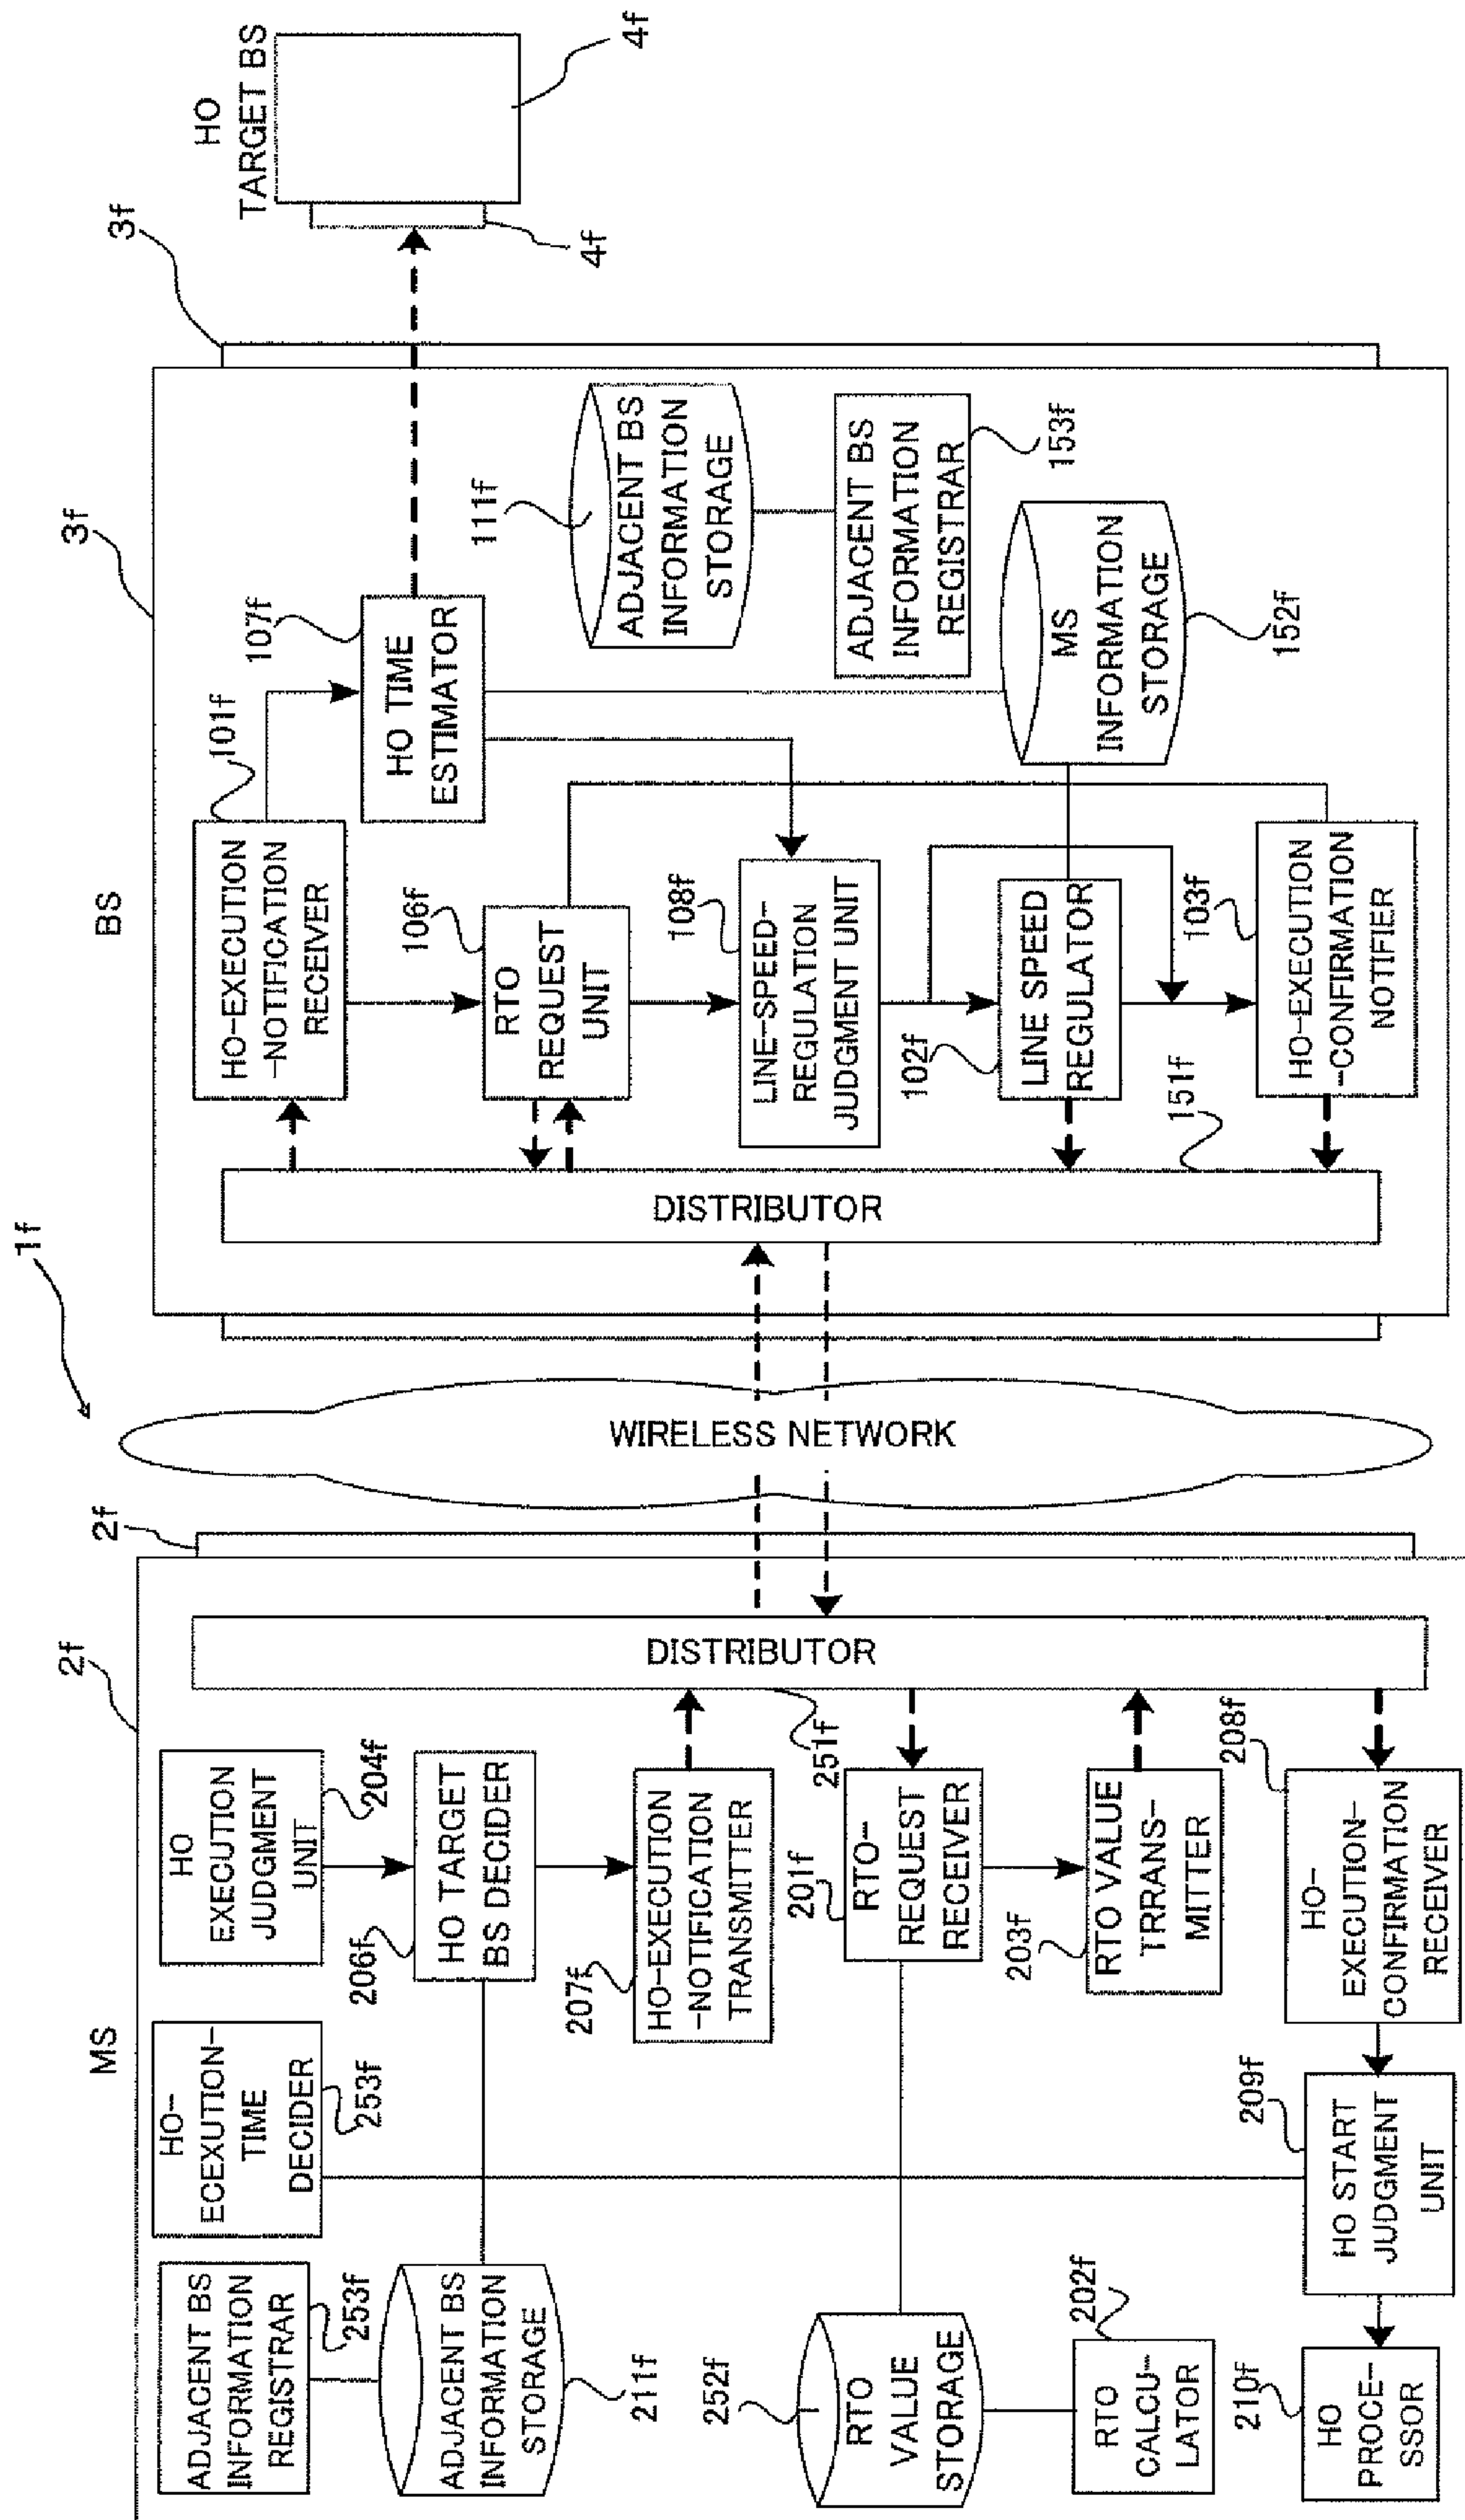 1f
MS
2f
2f
ADJACENT BS
INFORMATION
REGISTRAR
253f
HO-
ECEXUTION-
TIME
DECIDER
253f
HO
EXECUTION
JUDGMENT
UNIT
204f
ADJACENT BS
INFORMATION
STORAGE
211f
HO TARGET
BS DECIDER
206f
HO-EXECUTION
-NOTIFICATION
TRANSMITTER
207f
DISTRIBUTOR
251f
RTO
VALUE
STORAGE
252f
RTO-
REQUEST
RECEIVER
201f
RTO
CALCU-
LATOR
202f
RTO VALUE
TRRANS-
MITTER
203f
HO
PROCE-
SSOR
210f
HO START
JUDGMENT
UNIT
209f
HO-
EXECUTION-
CONFIRMATION
RECEIVER
208f
WIRELESS NETWORK
BS
3f
3f
DISTRIBUTOR
151f
HO-EXECUTION
-NOTIFICATION
RECEIVER
101f
HO TIME
ESTIMATOR
107f
RTO
REQUEST
UNIT
106f
ADJACENT BS
INFORMATION
STORAGE
111f
LINE-SPEED-
REGULATION
JUDGMENT UNIT
108f
ADJACENT BS
INFORMATION
REGISTRAR
153f
LINE SPEED
REGULATOR
102f
MS
INFORMATION
STORAGE
152f
HO-EXECUTION
-CONFIRMATION
NOTIFIER
103f
HO
TARGET BS
4f
4f